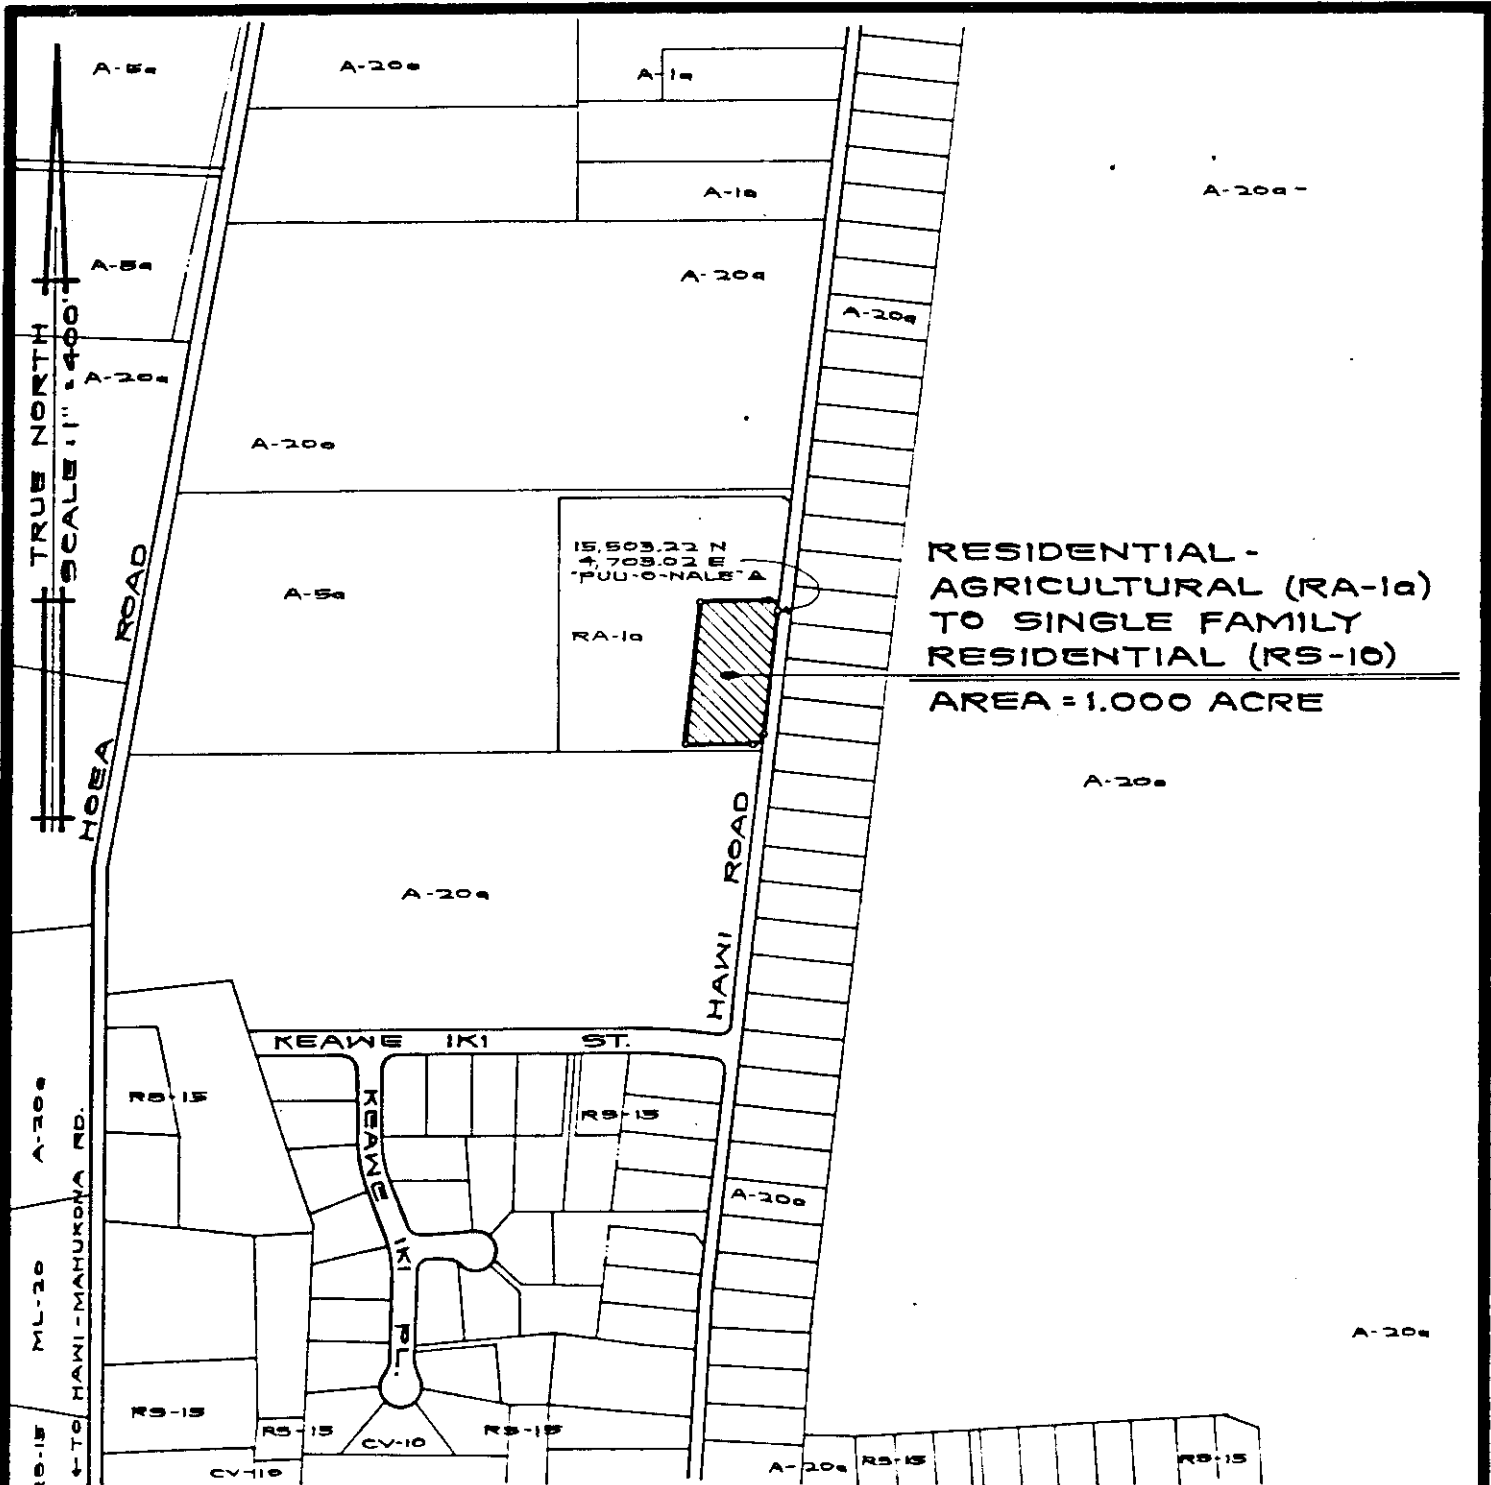 A-5a
A-20a
A-1a
A-1a
A-20a-
A-5a
A-20a
A-20a
TRUE NORTH
SCALE : 1" = 400'
A-20a
A-20a
15,503.22 N
4,703.02 E
"PUU-O-NALE" Δ
A-5a
RA-1a
RESIDENTIAL -
AGRICULTURAL (RA-1a)
TO SINGLE FAMILY
RESIDENTIAL (RS-10)
AREA = 1.000 ACRE
HOEA ROAD
A-20a
A-20a
HAWI ROAD
KEAWE IKI ST.
KEAWE IKI PL.
RS-15
RS-15
A-20a
A-20a
ML-20
RS-15
←TO HAWI-MAHUKONA RD.
A-20a
RS-15
RS-15
CV-10
RS-15
CV-10
A-20a
RS-15
RS-15